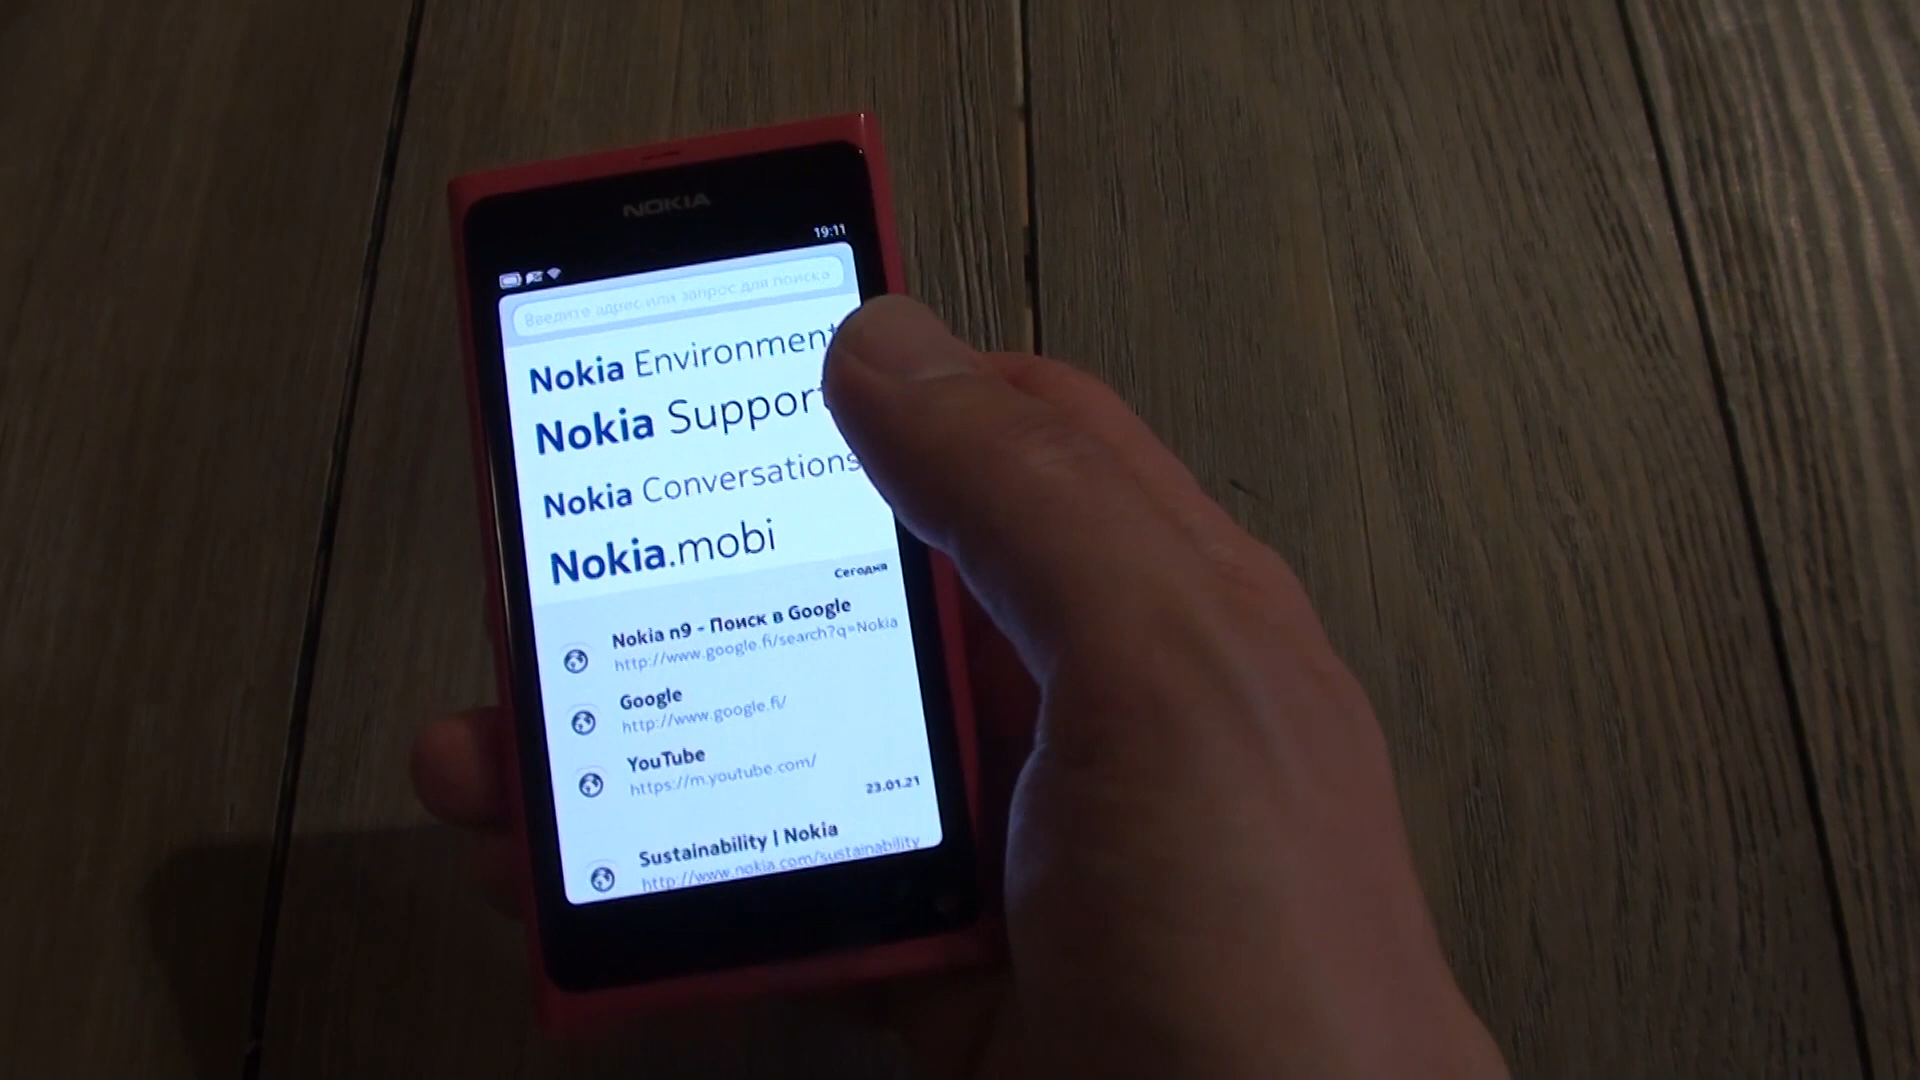 NOKIA
19:11
Введите адрес или запрос для поиска
Nokia Environment
Nokia Support
Nokia Conversations
Nokia.mobi
Сегодня
Nokia n9 - Поиск в Google
http://www.google.fi/search?q=Nokia
Google
http://www.google.fi/
YouTube
https://m.youtube.com/
23.01.21
Sustainability | Nokia
http://www.nokia.com/sustainability